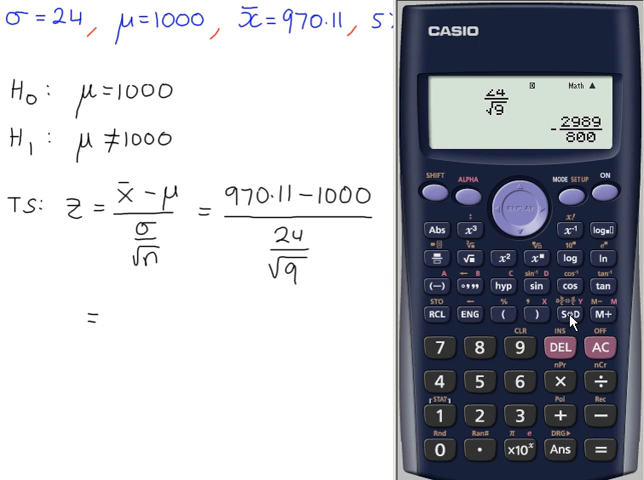 σ = 24, μ = 1000, x̄ = 970.11,
H₀: μ = 1000
H₁: μ ≠ 1000
TS: z = (x̄ − μ)/(σ/√n) = (970.11 − 1000)/(24/√9)
=
CASIO
Math ▲
24
√9
-2989
800
SHIFT ALPHA MODE SETUP ON
Abs x³ x⁻¹ log
√ x² log ln
(−) hyp sin cos tan
RCL ENG ( ) S⇔D M+
7 8 9 DEL AC
4 5 6 × ÷
1 2 3 + −
0 · ×10ˣ Ans =